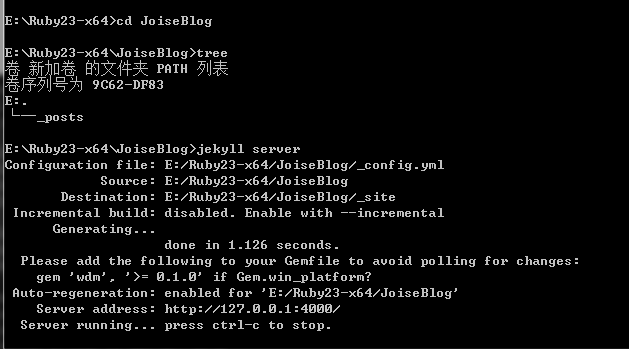 E:\Ruby23-x64>cd JoiseBlog
E:\Ruby23-x64\JoiseBlog>tree
卷 新加卷 的文件夹 PATH 列表
卷序列号为 9C62-DF83
E:.
└──_posts
E:\Ruby23-x64\JoiseBlog>jekyll server
Configuration file: E:/Ruby23-x64/JoiseBlog/_config.yml
Source: E:/Ruby23-x64/JoiseBlog
Destination: E:/Ruby23-x64/JoiseBlog/_site
Incremental build: disabled. Enable with --incremental
Generating...
done in 1.126 seconds.
Please add the following to your Gemfile to avoid polling for changes:
gem 'wdm', '>= 0.1.0' if Gem.win_platform?
Auto-regeneration: enabled for 'E:/Ruby23-x64/JoiseBlog'
Server address: http://127.0.0.1:4000/
Server running... press ctrl-c to stop.